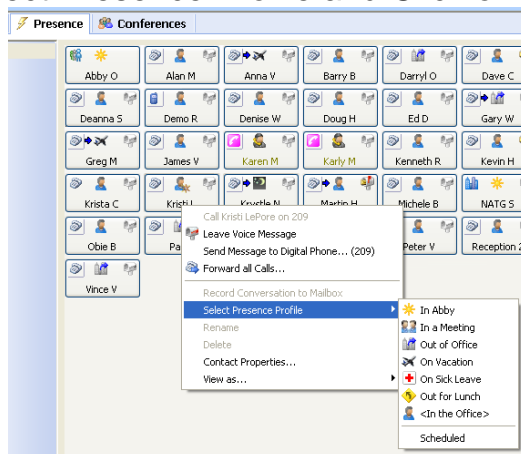 Presence Conferences
Abby O Alan M Anna V Barry B Darryl O Dave C
Deanna S Demo R Denise W Doug H Ed D Gary W
Greg M James V Karen M Karly M Kenneth R Kevin H
Krista C Kristi L Krystle N Martin H Michele B NATG S
Obie B Pa Peter V Reception 2
Vince V
Call Kristi LePore on 209
Leave Voice Message
Send Message to Digital Phone... (209)
Forward all Calls...
Record Conversation to Mailbox
Select Presence Profile
Rename
Delete
Contact Properties...
View as...
In Abby
In a Meeting
Out of Office
On Vacation
On Sick Leave
Out for Lunch
<In the Office>
Scheduled